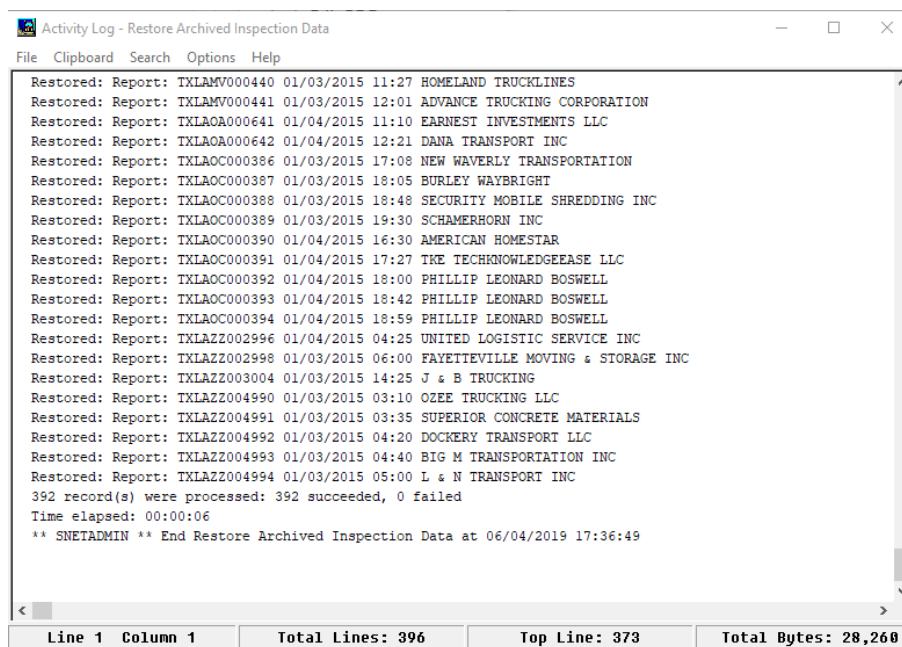 Activity Log - Restore Archived Inspection Data
File Clipboard Search Options Help
Restored: Report: TXLAMV000440 01/03/2015 11:27 HOMELAND TRUCKLINES
Restored: Report: TXLAMV000441 01/03/2015 12:01 ADVANCE TRUCKING CORPORATION
Restored: Report: TXLAOA000641 01/04/2015 11:10 EARNEST INVESTMENTS LLC
Restored: Report: TXLAOA000642 01/04/2015 12:21 DANA TRANSPORT INC
Restored: Report: TXLAOC000386 01/03/2015 17:08 NEW WAVERLY TRANSPORTATION
Restored: Report: TXLAOC000387 01/03/2015 18:05 BURLEY WAYBRIGHT
Restored: Report: TXLAOC000388 01/03/2015 18:48 SECURITY MOBILE SHREDDING INC
Restored: Report: TXLAOC000389 01/03/2015 19:30 SCHAMERHORN INC
Restored: Report: TXLAOC000390 01/04/2015 16:30 AMERICAN HOMESTAR
Restored: Report: TXLAOC000391 01/04/2015 17:27 TKE TECHKNOWLEDGEEASE LLC
Restored: Report: TXLAOC000392 01/04/2015 18:00 PHILLIP LEONARD BOSWELL
Restored: Report: TXLAOC000393 01/04/2015 18:42 PHILLIP LEONARD BOSWELL
Restored: Report: TXLAOC000394 01/04/2015 18:59 PHILLIP LEONARD BOSWELL
Restored: Report: TXLAZZ002996 01/04/2015 04:25 UNITED LOGISTIC SERVICE INC
Restored: Report: TXLAZZ002998 01/03/2015 06:00 FAYETTEVILLE MOVING & STORAGE INC
Restored: Report: TXLAZZ003004 01/03/2015 14:25 J & B TRUCKING
Restored: Report: TXLAZZ004990 01/03/2015 03:10 OZEE TRUCKING LLC
Restored: Report: TXLAZZ004991 01/03/2015 03:35 SUPERIOR CONCRETE MATERIALS
Restored: Report: TXLAZZ004992 01/03/2015 04:20 DOCKERY TRANSPORT LLC
Restored: Report: TXLAZZ004993 01/03/2015 04:40 BIG M TRANSPORTATION INC
Restored: Report: TXLAZZ004994 01/03/2015 05:00 L & N TRANSPORT INC
392 record(s) were processed: 392 succeeded, 0 failed
Time elapsed: 00:00:06
** SNETADMIN ** End Restore Archived Inspection Data at 06/04/2019 17:36:49
Line 1 Column 1 Total Lines: 396 Top Line: 373 Total Bytes: 28,260